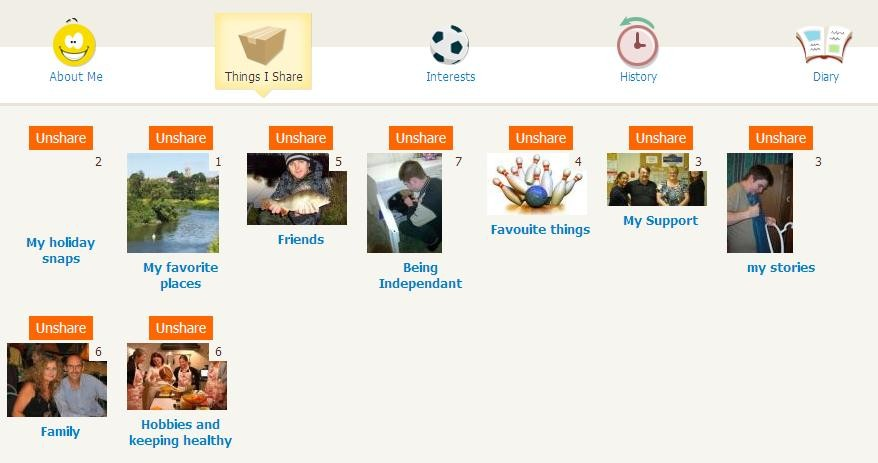 About Me
Things I Share
Interests
History
Diary
Unshare
Unshare
Unshare
Unshare
Unshare
Unshare
Unshare
2
1
5
7
4
3
3
My holiday
snaps
My favorite
places
Friends
Being
Independant
Favouite things
My Support
my stories
Unshare
Unshare
6
6
Family
Hobbies and
keeping healthy